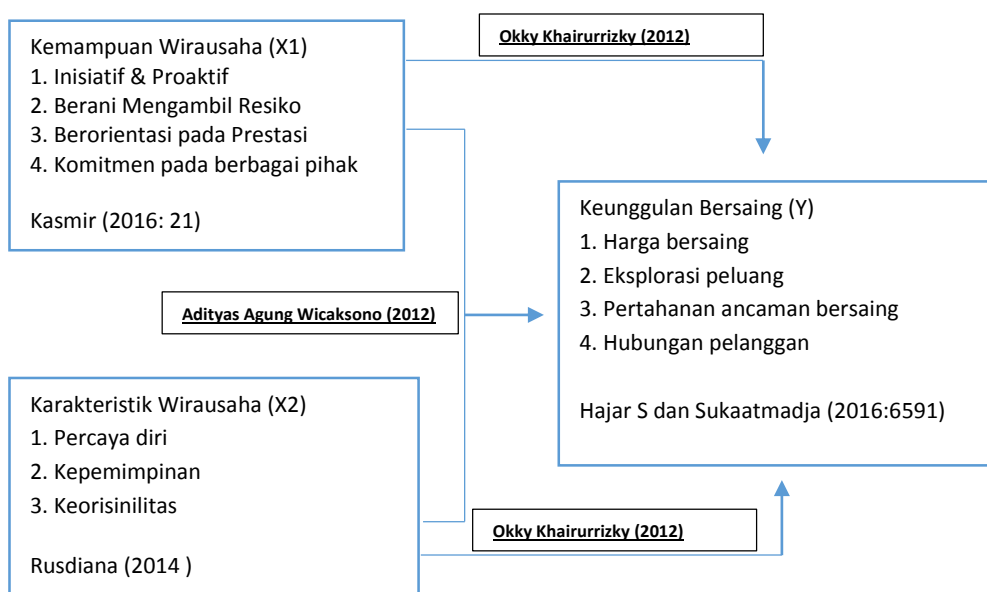 Okky Khairurrizky (2012)
Kemampuan Wirausaha (X1)
1. Inisiatif & Proaktif
2. Berani Mengambil Resiko
3. Berorientasi pada Prestasi
4. Komitmen pada berbagai pihak
Kasmir (2016: 21)
Adityas Agung Wicaksono (2012)
Keunggulan Bersaing (Y)
1. Harga bersaing
2. Eksplorasi peluang
3. Pertahanan ancaman bersaing
4. Hubungan pelanggan
Hajar S dan Sukaatmadja (2016:6591)
Karakteristik Wirausaha (X2)
1. Percaya diri
2. Kepemimpinan
3. Keorisinilitas
Rusdiana (2014 )
Okky Khairurrizky (2012)